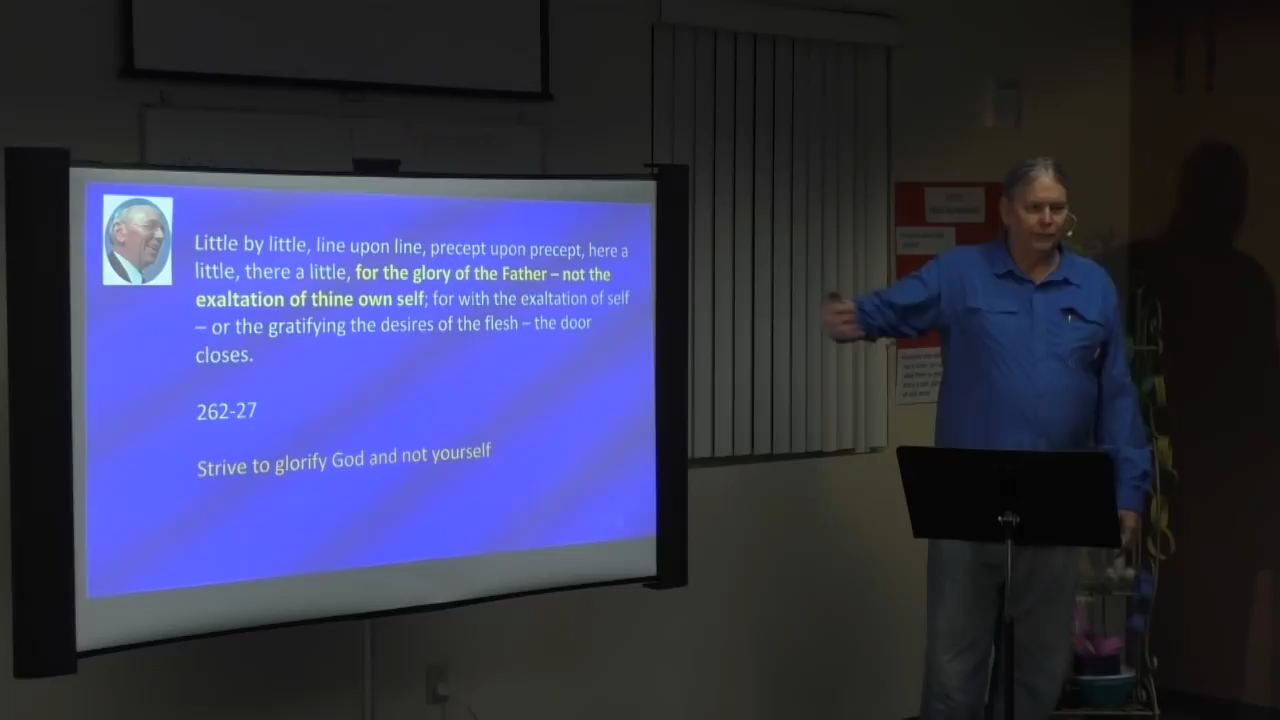 Little by little, line upon line, precept upon precept, here a
little, there a little, for the glory of the Father – not the
exaltation of thine own self; for with the exaltation of self
– or the gratifying the desires of the flesh – the door
closes.
262-27
Strive to glorify God and not yourself